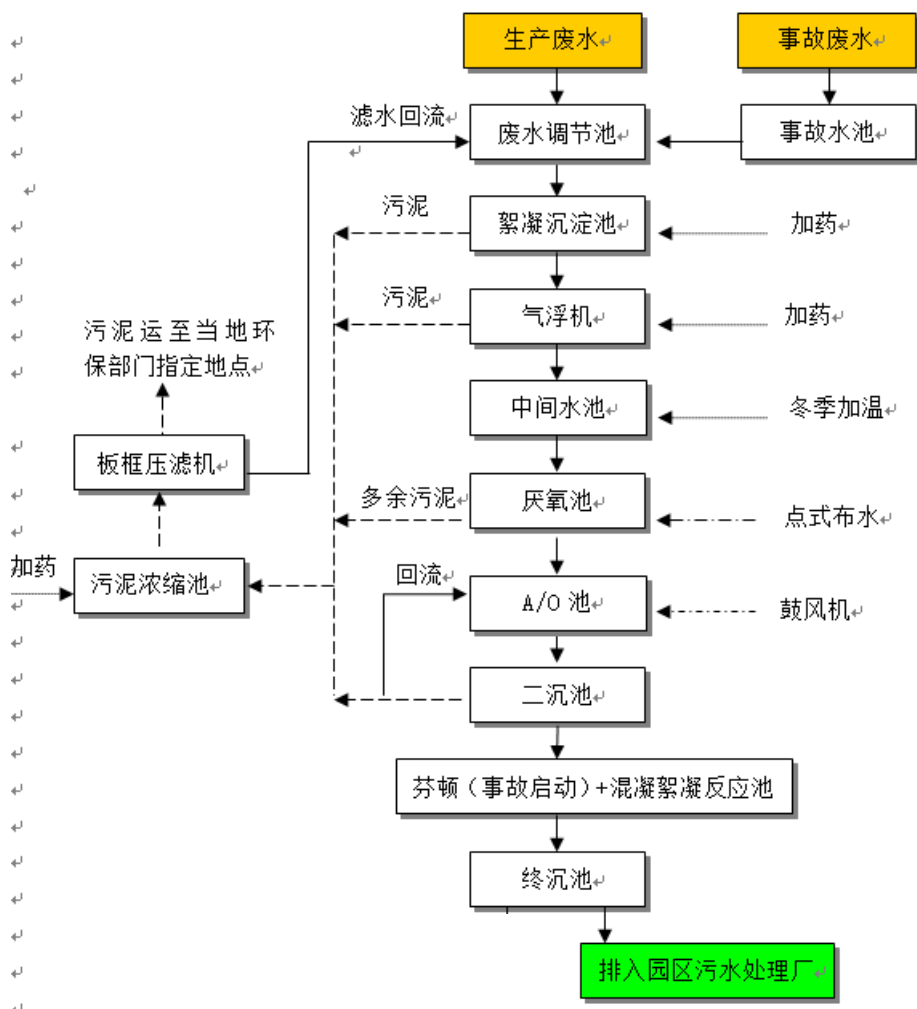 生产废水
事故废水
滤水回流
废水调节池
事故水池
污泥
絮凝沉淀池
加药
污泥
气浮机
加药
污泥运至当地环
保部门指定地点
中间水池
冬季加温
板框压滤机
多余污泥
厌氧池
点式布水
加药
污泥浓缩池
回流
A/O 池
鼓风机
二沉池
芬顿（事故启动）+混凝絮凝反应池
终沉池
排入园区污水处理厂